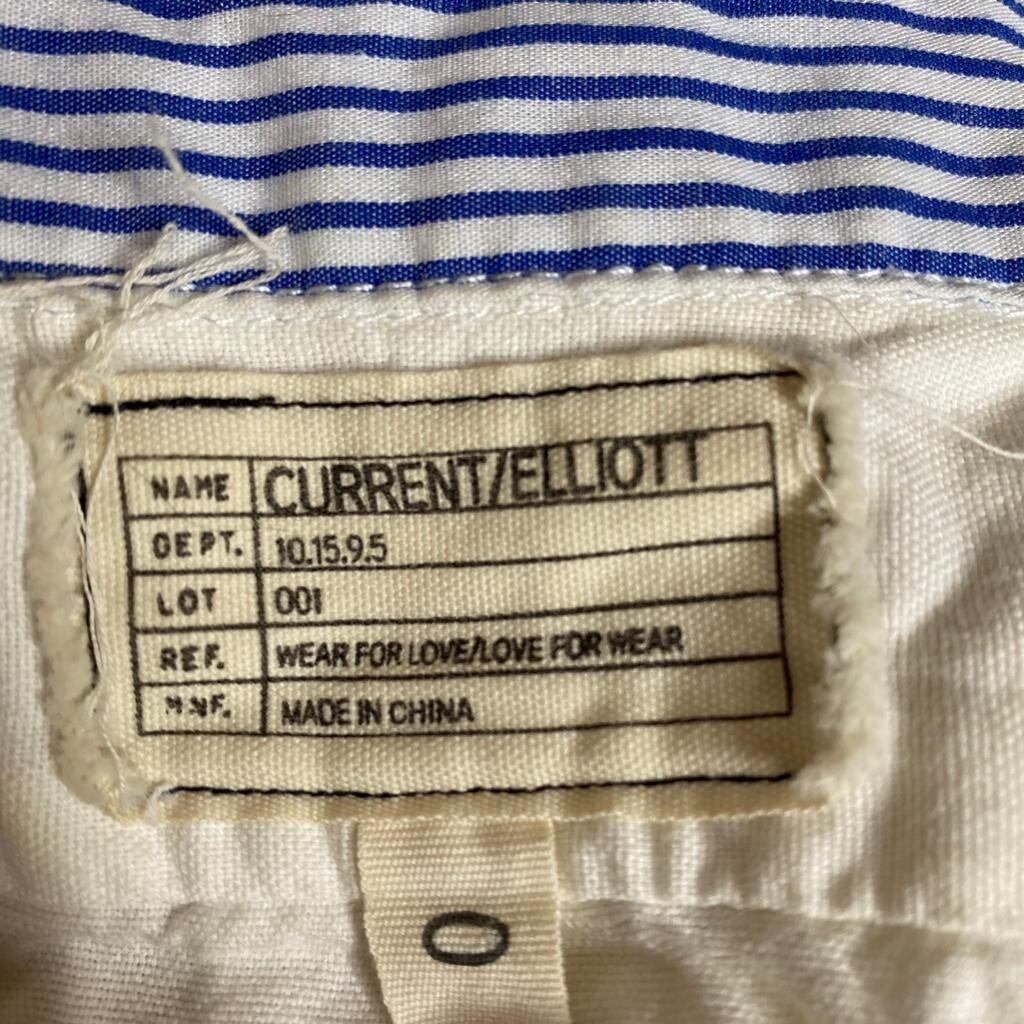 NAME CURRENT/ELLIOTT
DEPT. 10.15.9.5
LOT 001
REF. WEAR FOR LOVE/LOVE FOR WEAR
MNF. MADE IN CHINA
0